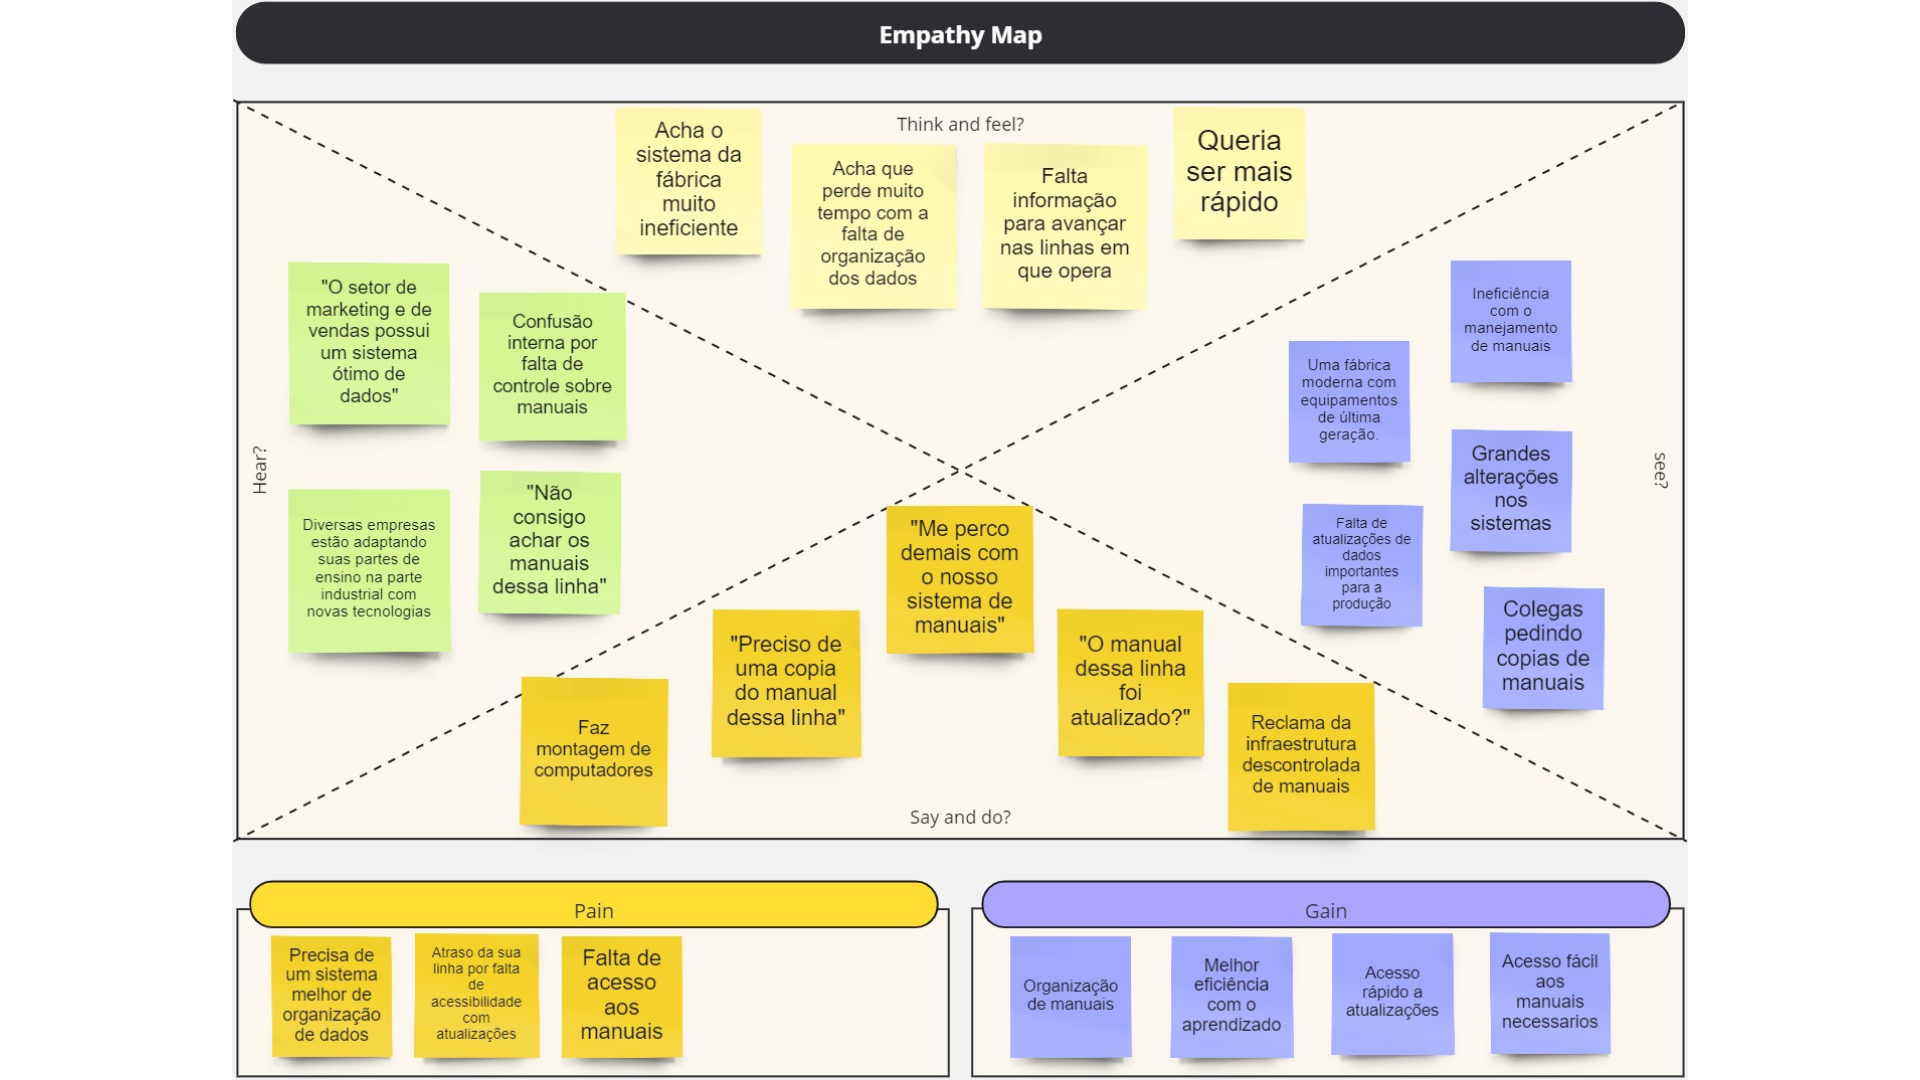 Empathy Map
Think and feel?
Acha o
sistema da
fábrica
muito
ineficiente
Acha que
perde muito
tempo com a
falta de
organização
dos dados
Falta
informação
para avançar
nas linhas em
que opera
Queria
ser mais
rápido
Hear?
"O setor de
marketing e de
vendas possui
um sistema
ótimo de
dados"
Confusão
interna por
falta de
controle sobre
manuais
Diversas empresas
estão adaptando
suas partes de
ensino na parte
industrial com
novas tecnologias
"Não
consigo
achar os
manuais
dessa linha"
see?
Ineficiência
com o
manejamento
de manuais
Uma fábrica
moderna com
equipamentos
de última
geração.
Grandes
alterações
nos
sistemas
Falta de
atualizações de
dados
importantes
para a
produção
Colegas
pedindo
copias de
manuais
"Me perco
demais com
o nosso
sistema de
manuais"
"Preciso de
uma copia
do manual
dessa linha"
"O manual
dessa linha
foi
atualizado?"
Faz
montagem de
computadores
Reclama da
infraestrutura
descontrolada
de manuais
Say and do?
Pain
Precisa de
um sistema
melhor de
organização
de dados
Atraso da sua
linha por falta
de
acessibilidade
com
atualizações
Falta de
acesso
aos
manuais
Gain
Organização
de manuais
Melhor
eficiência
com o
aprendizado
Acesso
rápido a
atualizações
Acesso fácil
aos
manuais
necessarios